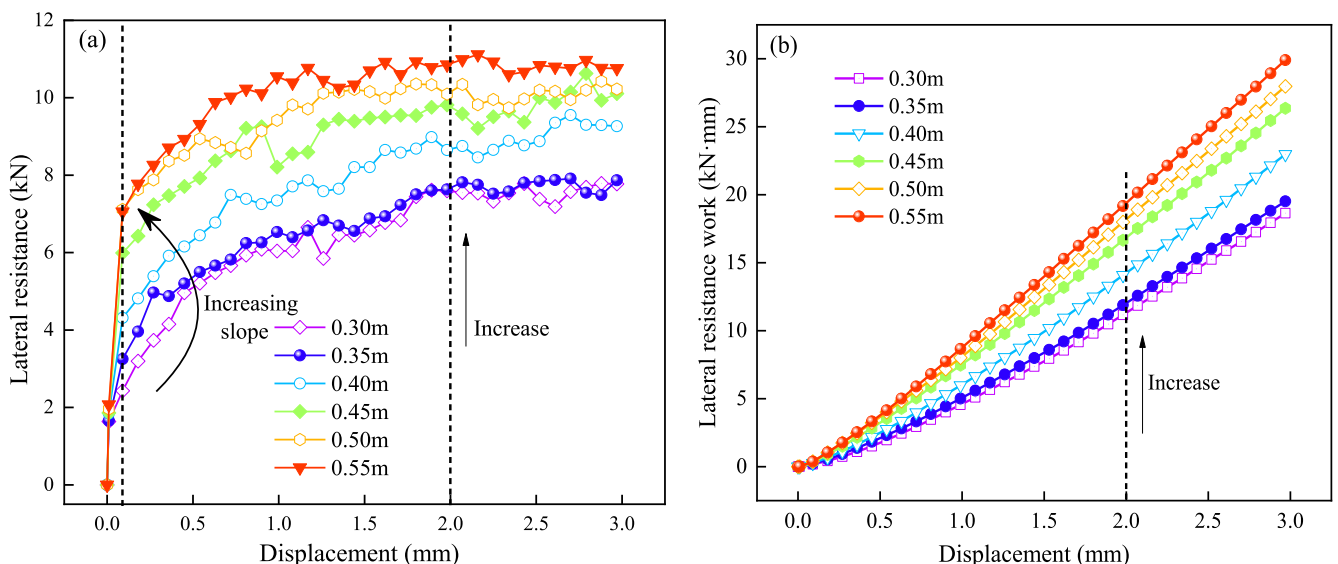 (a)
12
10
8
6
4
2
0
Lateral resistance (kN)
Increasing
slope
Increase
0.30m
0.35m
0.40m
0.45m
0.50m
0.55m
0.0 0.5 1.0 1.5 2.0 2.5 3.0
Displacement (mm)
(b)
30
25
20
15
10
5
0
Lateral resistance work (kN·mm)
0.30m
0.35m
0.40m
0.45m
0.50m
0.55m
Increase
0.0 0.5 1.0 1.5 2.0 2.5 3.0
Displacement (mm)